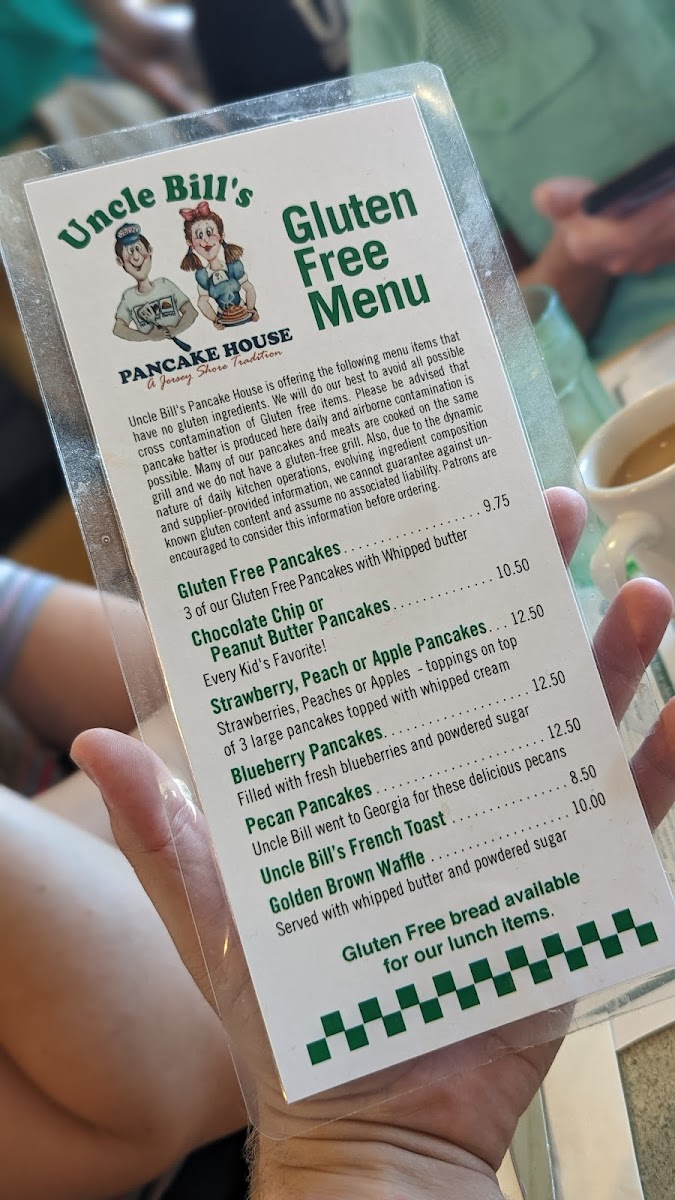 Uncle Bill's
PANCAKE HOUSE
A Jersey Shore Tradition
Gluten
Free
Menu
Uncle Bill's Pancake House is offering the following menu items that
have no gluten ingredients. We will do our best to avoid all possible
cross contamination of Gluten free items. Please be advised that
pancake batter is produced here daily and airborne contamination is
possible. Many of our pancakes and meats are cooked on the same
grill and we do not have a gluten-free grill. Also, due to the dynamic
nature of daily kitchen operations, evolving ingredient composition
and supplier-provided information, we cannot guarantee against un-
known gluten content and assume no associated liability. Patrons are
encouraged to consider this information before ordering.
Gluten Free Pancakes . . . . . . . . . . . . . . . . . . . . 9.75
3 of our Gluten Free Pancakes with Whipped butter
Chocolate Chip or
Peanut Butter Pancakes. . . . . . . . . . . . . . . 10.50
Every Kid's Favorite!
Strawberry, Peach or Apple Pancakes. . . 12.50
Strawberries, Peaches or Apples - toppings on top
of 3 large pancakes topped with whipped cream
Blueberry Pancakes. . . . . . . . . . . . . . . . . . . . . 12.50
Filled with fresh blueberries and powdered sugar
Pecan Pancakes . . . . . . . . . . . . . . . . . . . . . . . . . 12.50
Uncle Bill went to Georgia for these delicious pecans
Uncle Bill's French Toast . . . . . . . . . . . . . . . . . 8.50
Golden Brown Waffle . . . . . . . . . . . . . . . . . . . . 10.00
Served with whipped butter and powdered sugar
Gluten Free bread available
for our lunch items.